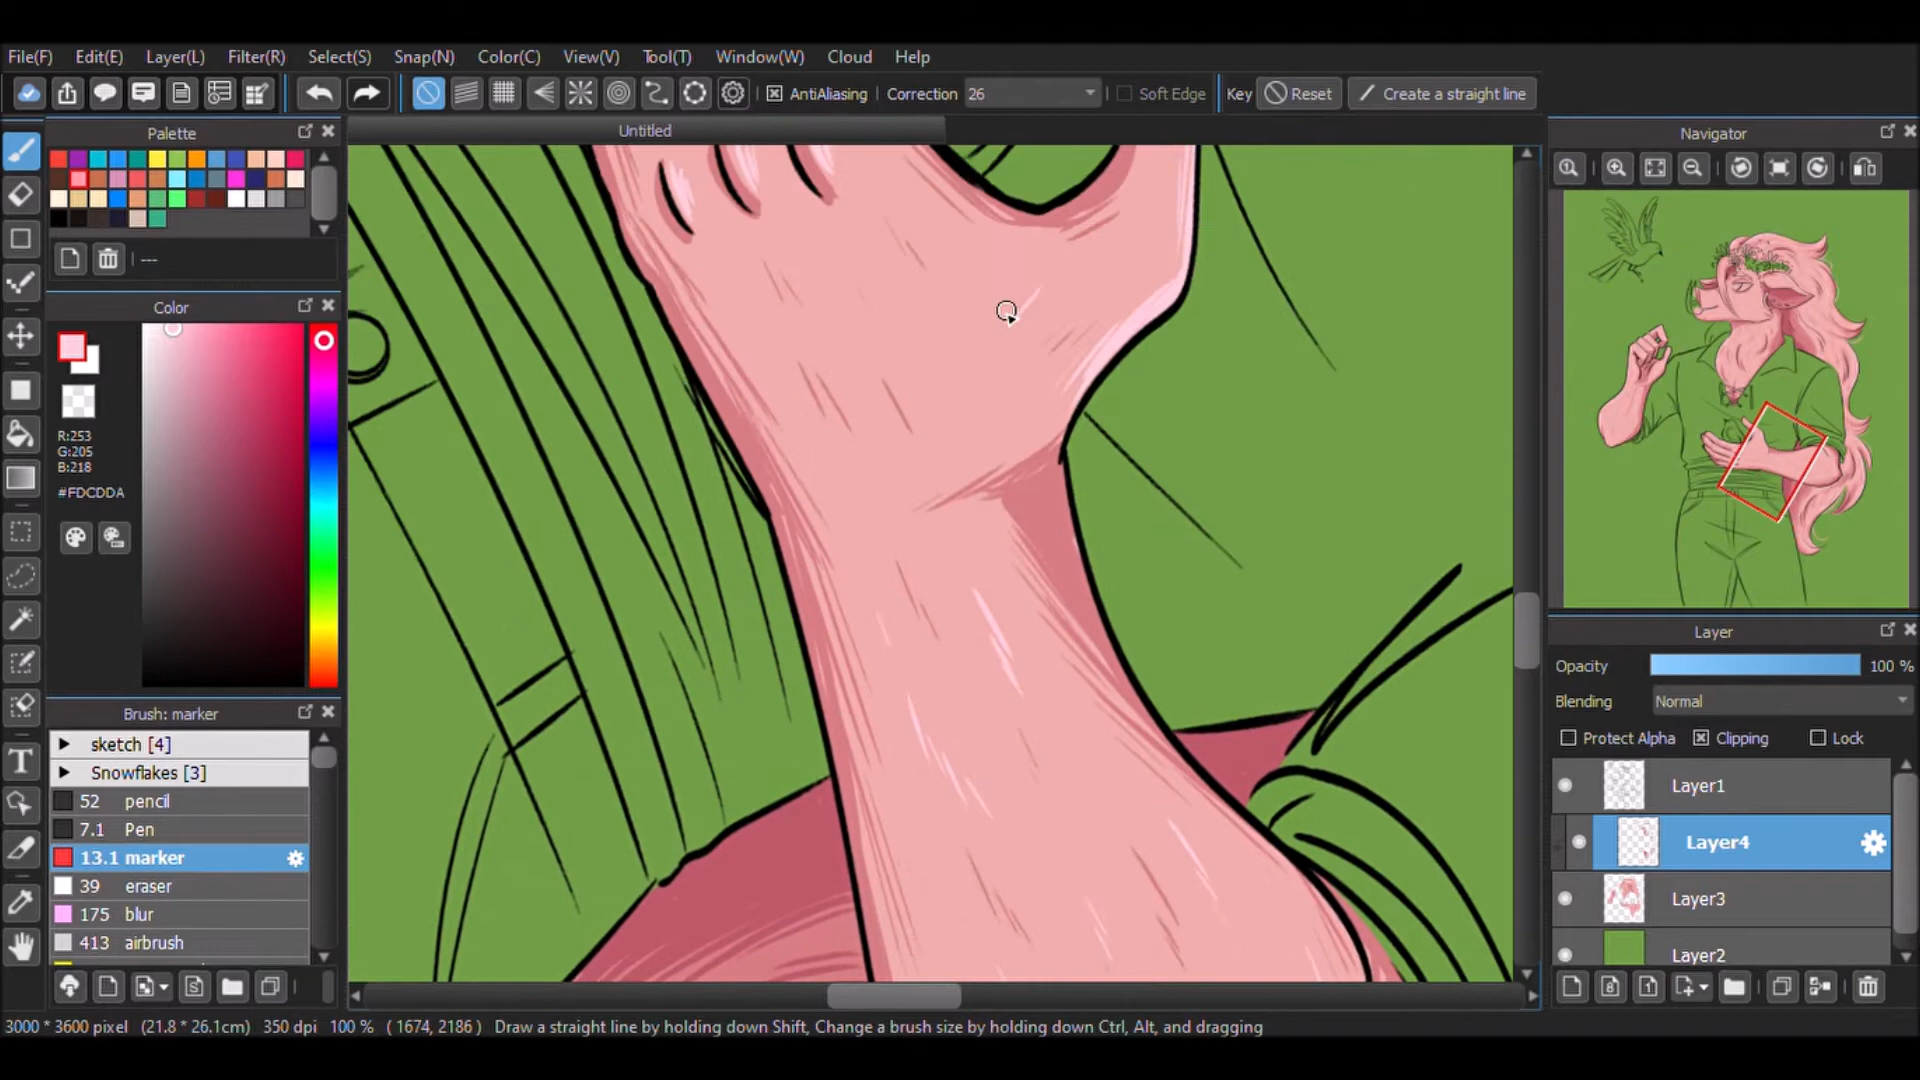 File(F) Edit(E) Layer(L) Filter(R) Select(S) Snap(N) Color(C) View(V) Tool(T) Window(W) Cloud Help
AntiAliasing Correction 26 Soft Edge Key Reset Create a straight line
Palette
Untitled
Navigator
---
Color
R:253
G:205
B:218
#FDCDDA
Brush: marker
sketch [4]
Snowflakes [3]
52 pencil
7.1 Pen
13.1 marker
39 eraser
175 blur
413 airbrush
Layer
Opacity 100 %
Blending Normal
Protect Alpha Clipping Lock
Layer1
Layer4
Layer3
Layer2
3000 * 3600 pixel (21.8 * 26.1cm) 350 dpi 100 % ( 1674, 2186 ) Draw a straight line by holding down Shift, Change a brush size by holding down Ctrl, Alt, and dragging